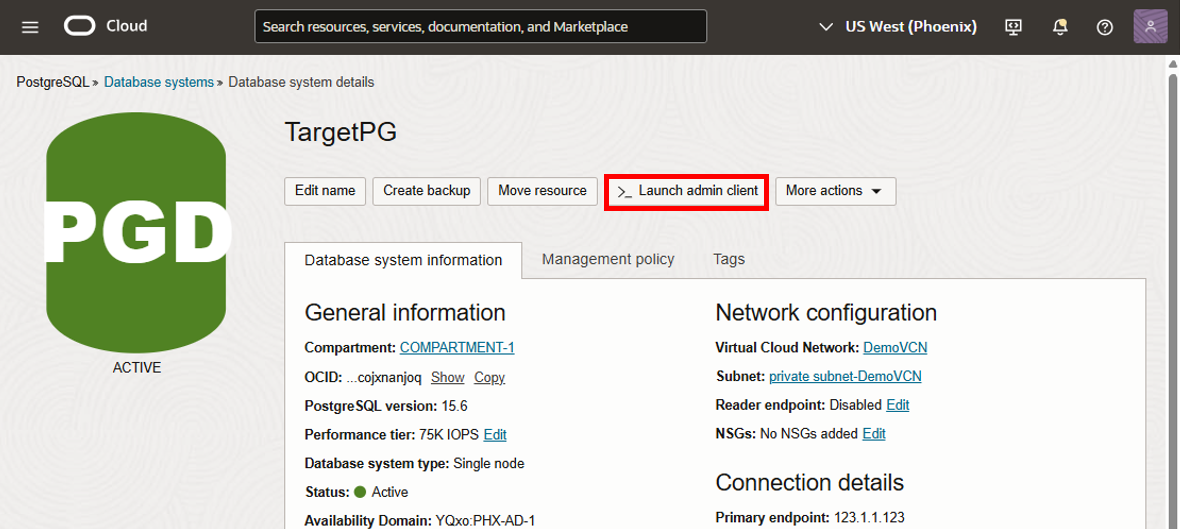 Cloud
Search resources, services, documentation, and Marketplace
US West (Phoenix)
PostgreSQL » Database systems » Database system details
PGD
ACTIVE
TargetPG
Edit name
Create backup
Move resource
>_ Launch admin client
More actions
Database system information
Management policy
Tags
General information
Compartment: COMPARTMENT-1
OCID: ...cojxnanjoq Show Copy
PostgreSQL version: 15.6
Performance tier: 75K IOPS Edit
Database system type: Single node
Status: Active
Availability Domain: YQxo:PHX-AD-1
Network configuration
Virtual Cloud Network: DemoVCN
Subnet: private subnet-DemoVCN
Reader endpoint: Disabled Edit
NSGs: No NSGs added Edit
Connection details
Primary endpoint: 123.1.1.123